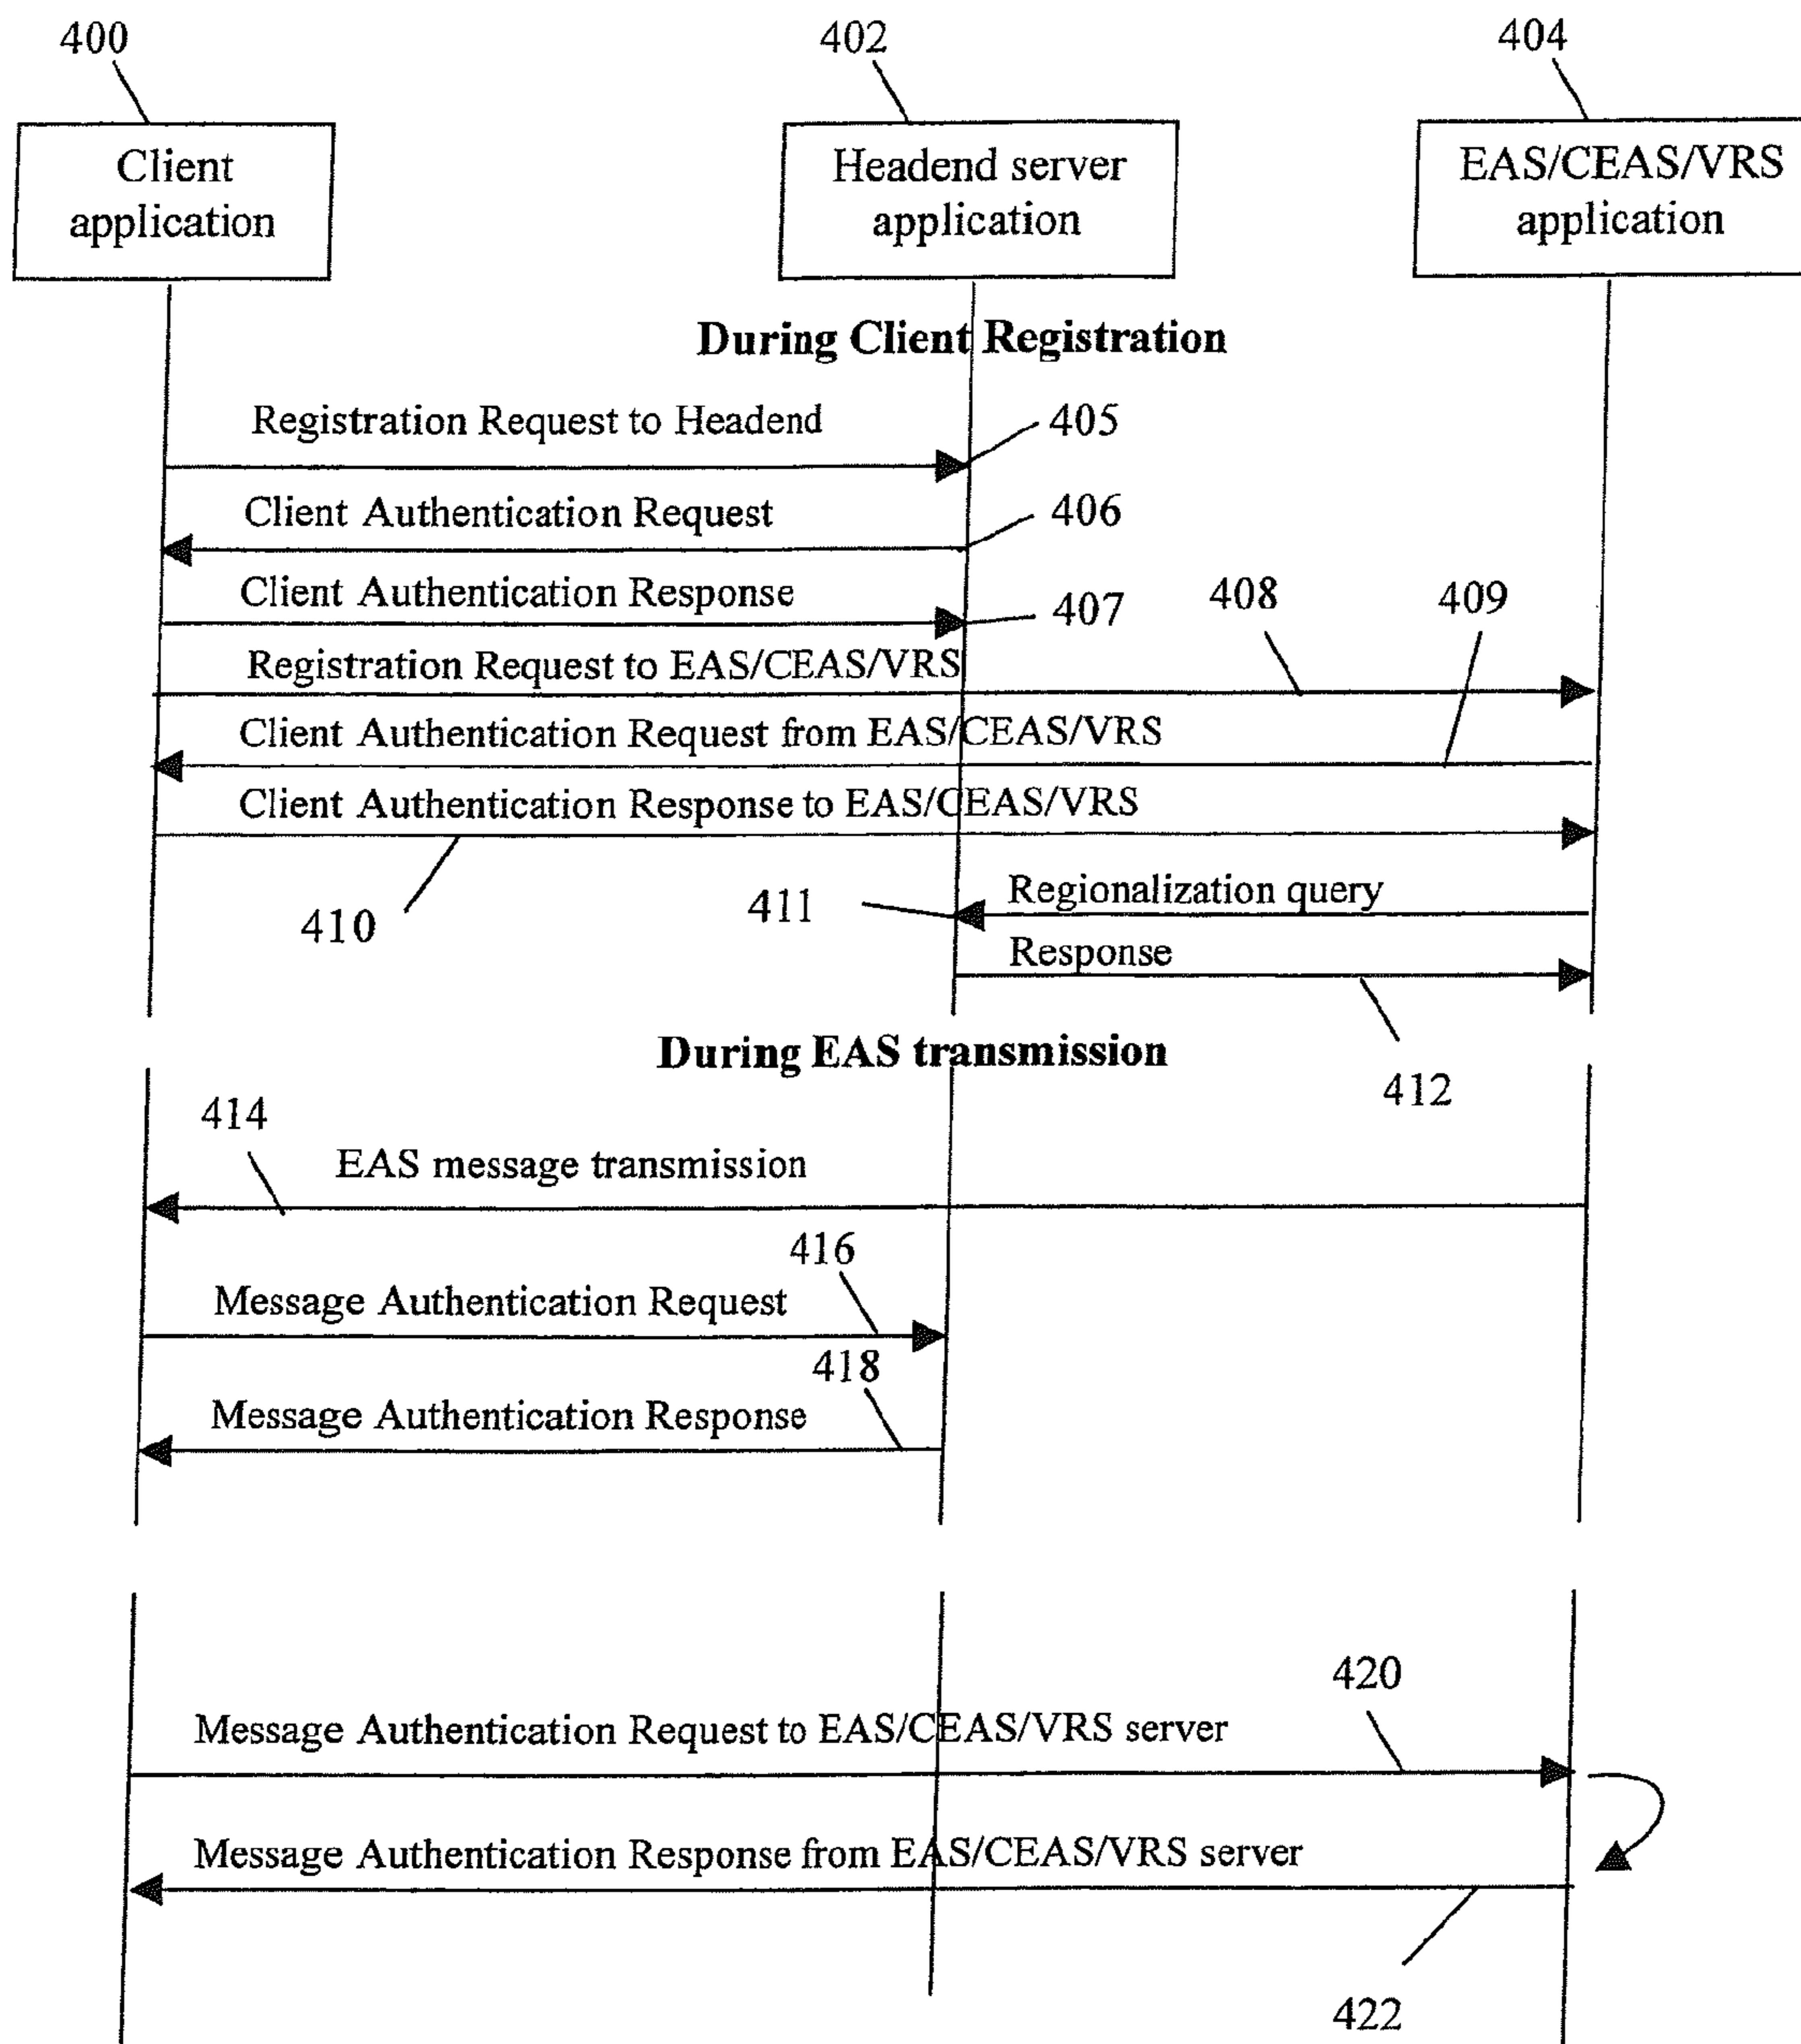 400
402
404
Client
application
Headend server
application
EAS/CEAS/VRS
application
During Client Registration
Registration Request to Headend
405
Client Authentication Request
406
Client Authentication Response
407
408
409
Registration Request to EAS/CEAS/VRS
Client Authentication Request from EAS/CEAS/VRS
Client Authentication Response to EAS/CEAS/VRS
410
411
Regionalization query
Response
During EAS transmission
412
414
EAS message transmission
416
Message Authentication Request
418
Message Authentication Response
420
Message Authentication Request to EAS/CEAS/VRS server
Message Authentication Response from EAS/CEAS/VRS server
422